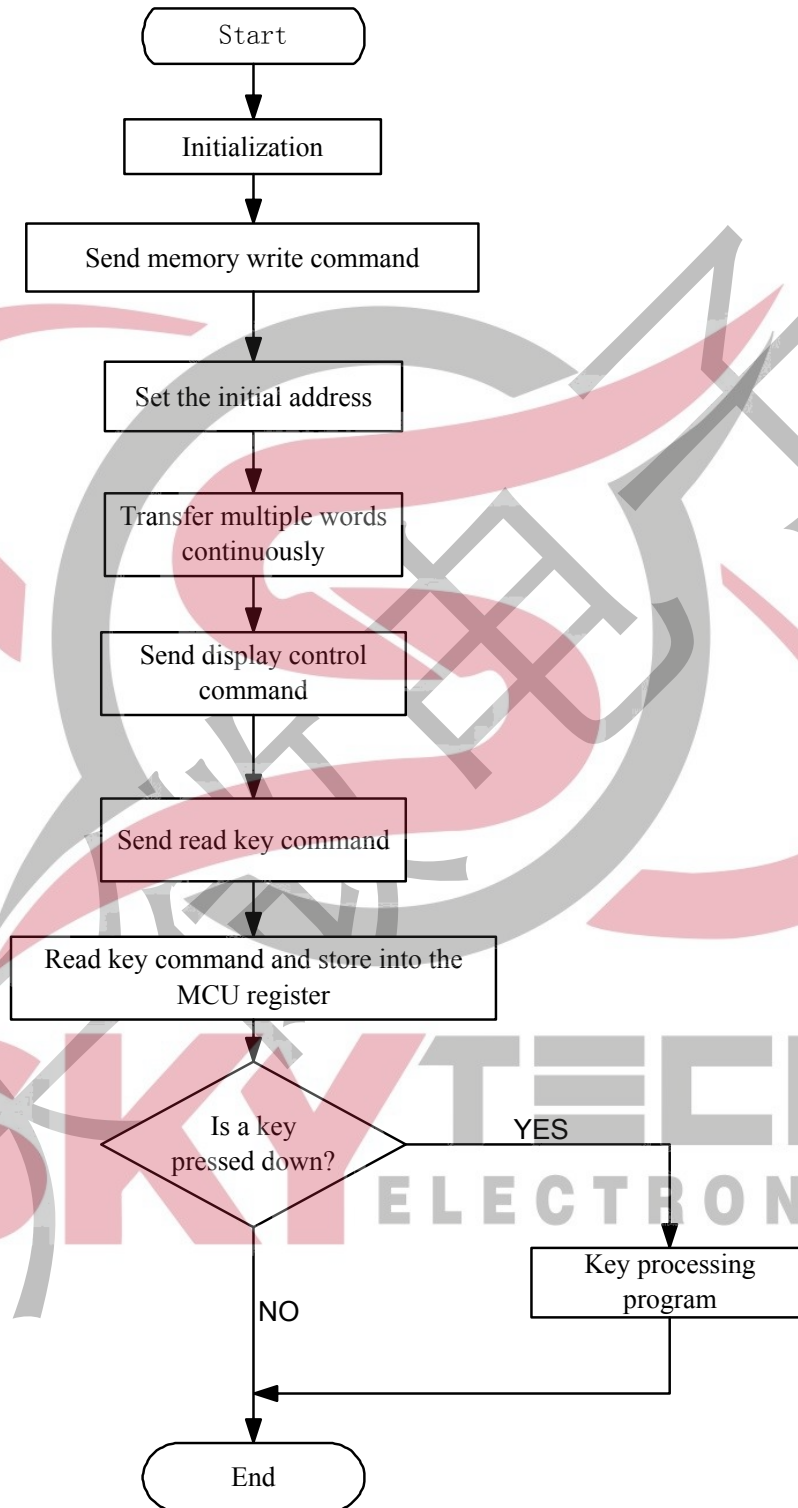 Start
Initialization
Send memory write command
Set the initial address
Transfer multiple words
continuously
Send display control
command
Send read key command
Read key command and store into the
MCU register
Is a key
pressed down?
YES
Key processing
program
NO
End
SKYTECH
ELECTRON